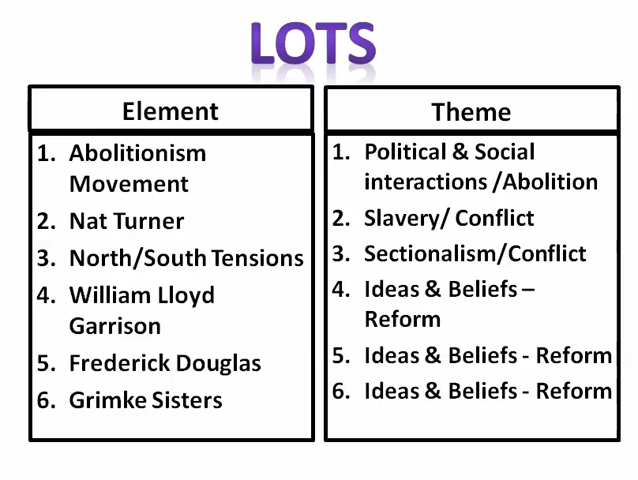 LOTS
Element
1. Abolitionism
Movement
2. Nat Turner
3. North/South Tensions
4. William Lloyd
Garrison
5. Frederick Douglas
6. Grimke Sisters
Theme
1. Political & Social
interactions /Abolition
2. Slavery/ Conflict
3. Sectionalism/Conflict
4. Ideas & Beliefs –
Reform
5. Ideas & Beliefs - Reform
6. Ideas & Beliefs - Reform